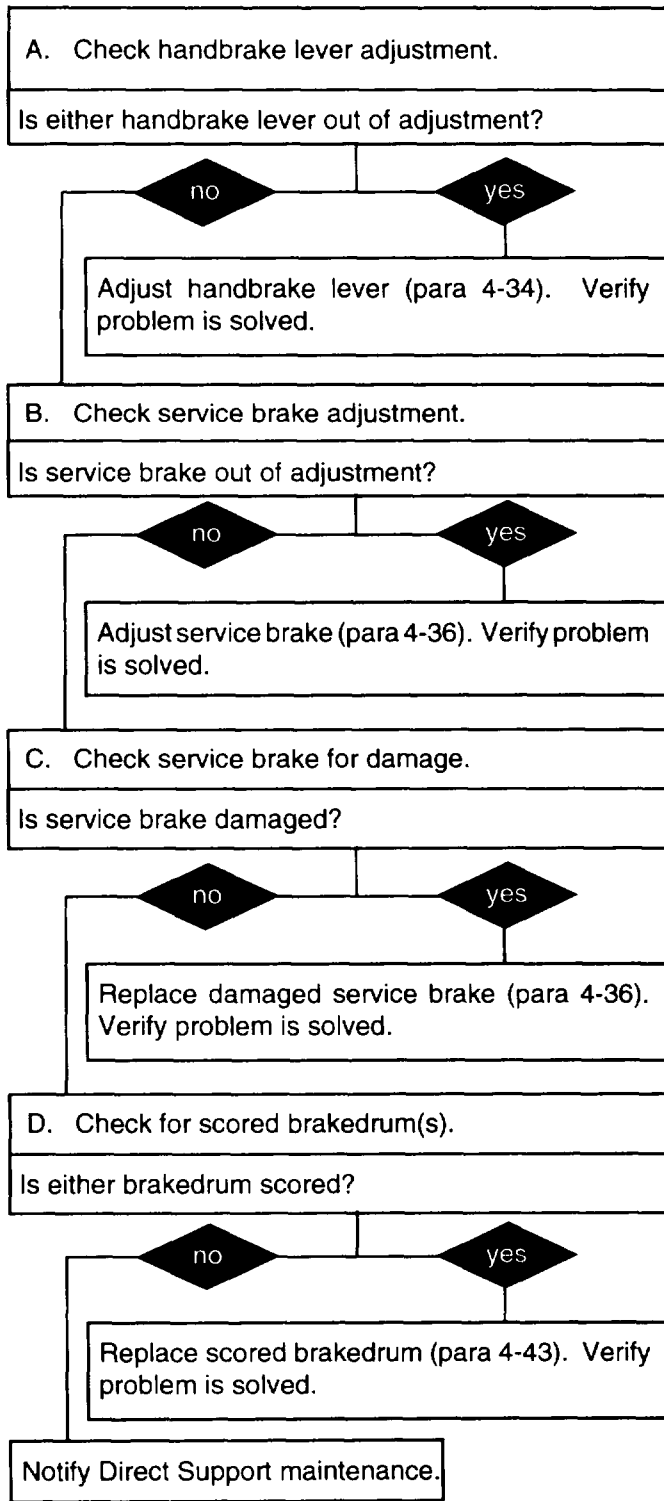 A. Check handbrake lever adjustment.
Is either handbrake lever out of adjustment?
no
yes
Adjust handbrake lever (para 4-34). Verify
problem is solved.
B. Check service brake adjustment.
Is service brake out of adjustment?
no
yes
Adjust service brake (para 4-36). Verify problem
is solved.
C. Check service brake for damage.
Is service brake damaged?
no
yes
Replace damaged service brake (para 4-36).
Verify problem is solved.
D. Check for scored brakedrum(s).
Is either brakedrum scored?
no
yes
Replace scored brakedrum (para 4-43). Verify
problem is solved.
Notify Direct Support maintenance.